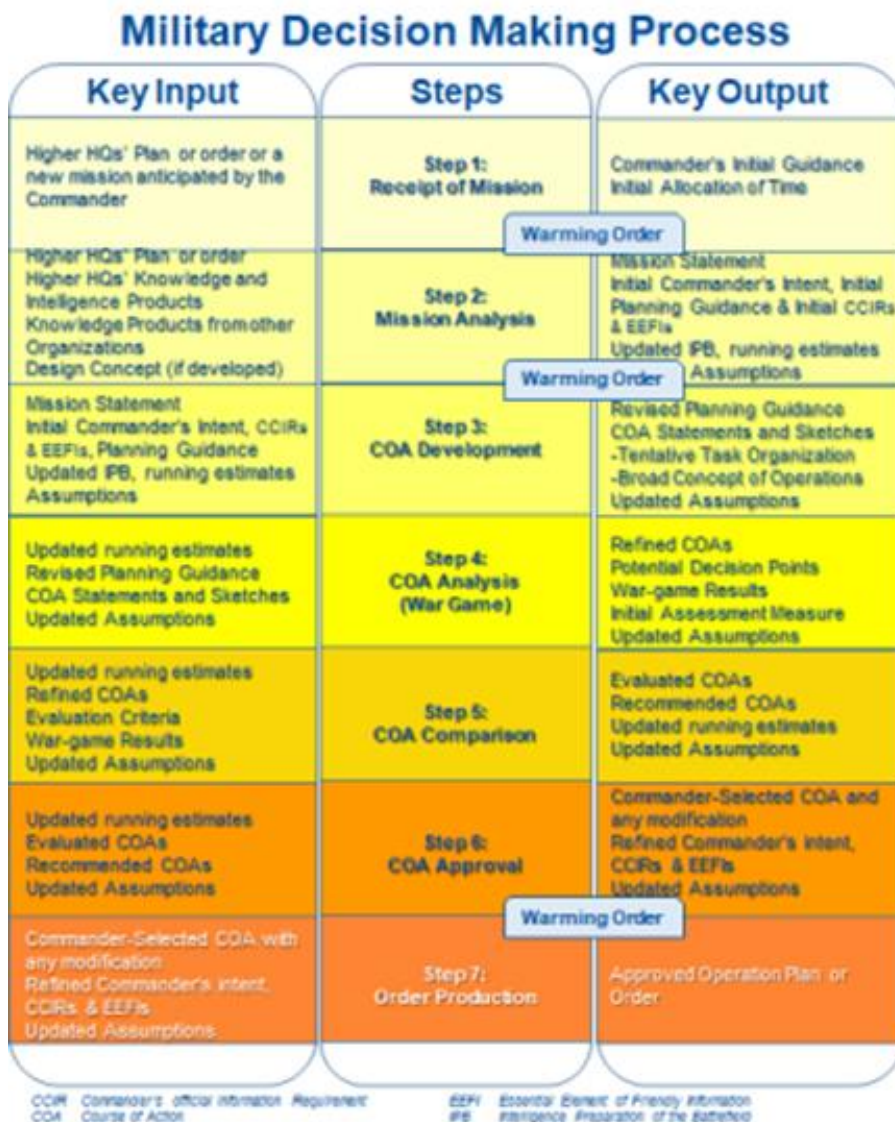 Military Decision Making Process
Key Input
Steps
Key Output
Higher HQs' Plan or order or a
new mission anticipated by the
Commander
Step 1:
Receipt of Mission
Commander's Initial Guidance
Initial Allocation of Time
Warming Order
Higher HQs' Plan or order
Higher HQs' Knowledge and
Intelligence Products
Knowledge Products from other
Organizations
Design Concept (if developed)
Step 2:
Mission Analysis
Mission Statement
Initial Commander's Intent, Initial
Planning Guidance & Initial CCIRs
& EEFIs
Updated IPB, running estimates
Assumptions
Warming Order
Mission Statement
Initial Commander's Intent, CCIRs
& EEFIs, Planning Guidance
Updated IPB, running estimates
Assumptions
Step 3:
COA Development
Revised Planning Guidance
COA Statements and Sketches
-Tentative Task Organization
-Broad Concept of Operations
Updated Assumptions
Updated running estimates
Revised Planning Guidance
COA Statements and Sketches
Updated Assumptions
Step 4:
COA Analysis
(War Game)
Refined COAs
Potential Decision Points
War-game Results
Initial Assessment Measure
Updated Assumptions
Updated running estimates
Refined COAs
Evaluation Criteria
War-game Results
Updated Assumptions
Step 5:
COA Comparison
Evaluated COAs
Recommended COAs
Updated running estimates
Updated Assumptions
Updated running estimates
Evaluated COAs
Recommended COAs
Updated Assumptions
Step 6:
COA Approval
Commander-Selected COA and
any modification
Refined Commander's intent,
CCIRs & EEFIs
Updated Assumptions
Warming Order
Commander-Selected COA with
any modification
Refined Commander's intent,
CCIRs & EEFIs
Updated Assumptions
Step 7:
Order Production
Approved Operation Plan or
Order
CCIR Commander's official Information Requirement
COA Course of Action
EEFI Essential Element of Friendly Information
IPB Intelligence Preparation of the Battlefield